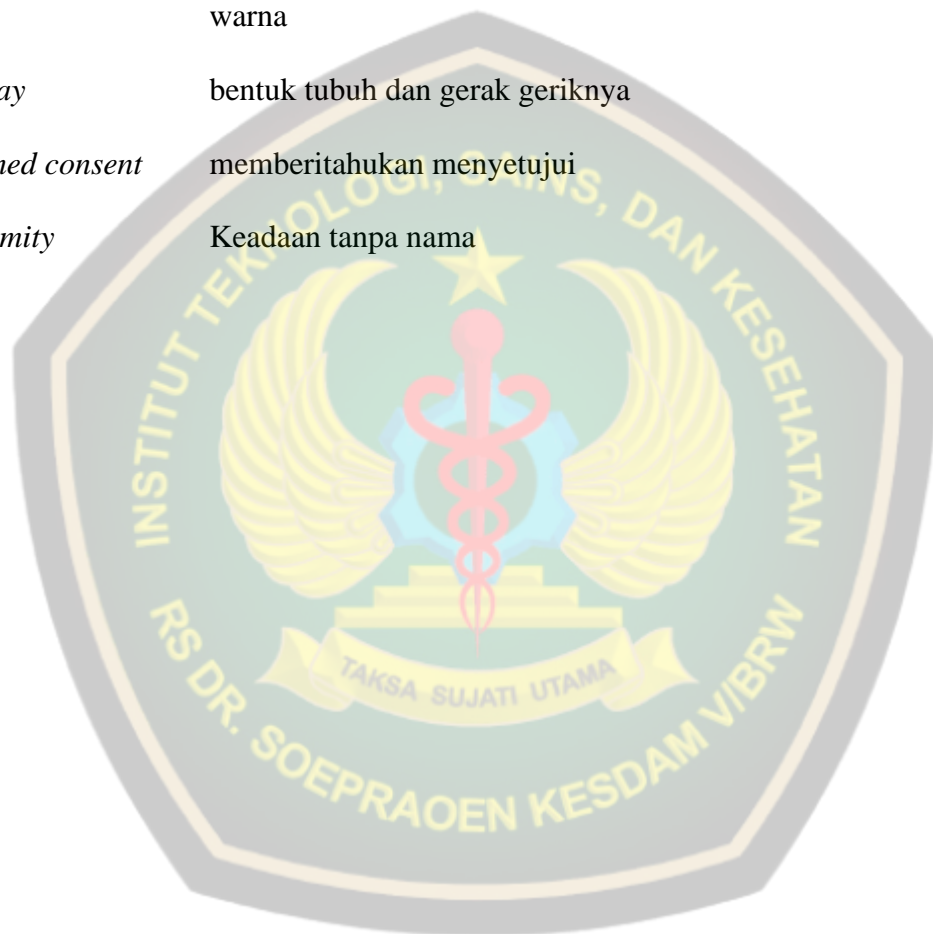 warna
ay bentuk tubuh dan gerak geriknya
ned consent memberitahukan menyetujui
mity Keadaan tanpa nama
INSTITUT TEKNOLOGI, SAINS, DAN KESEHATAN
TAKSA SUJATI UTAMA
RS DR. SOEPRAOEN KESDAM V/BRW